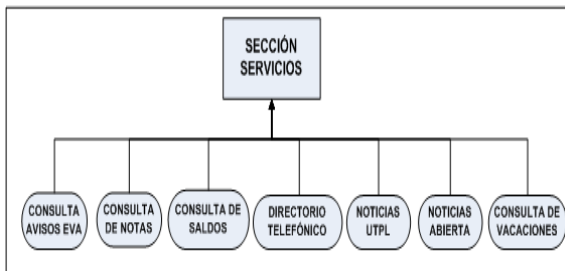 SECCIÓN
SERVICIOS
CONSULTA
AVISOS EVA
CONSULTA
DE NOTAS
CONSULTA DE
SALDOS
DIRECTORIO
TELEFÓNICO
NOTICIAS
UTPL
NOTICIAS
ABIERTA
CONSULTA DE
VACACIONES